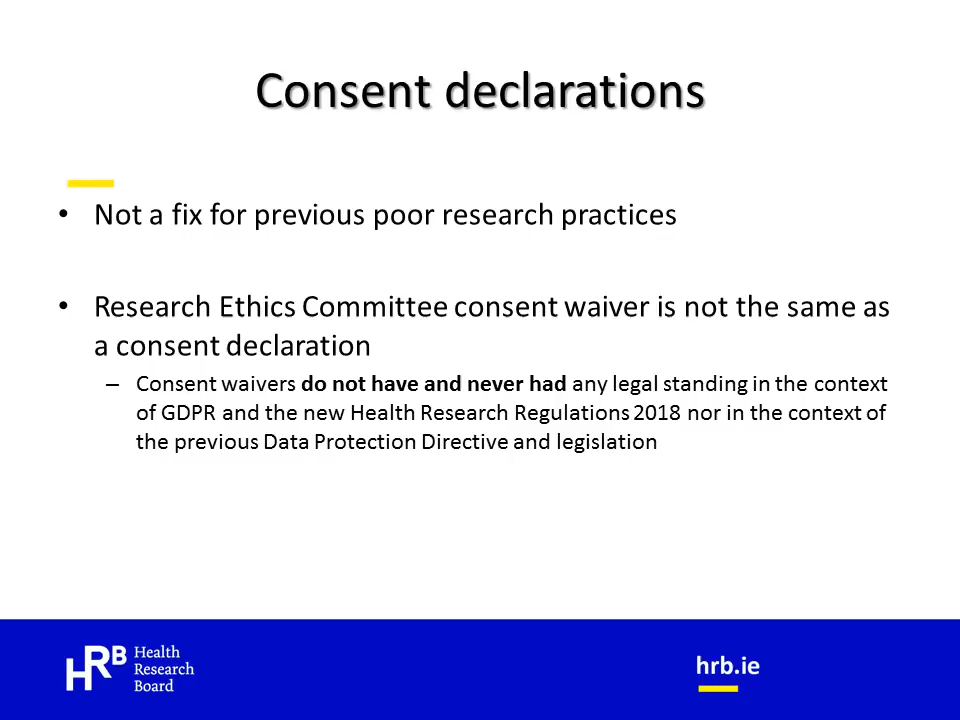 Consent declarations
• Not a fix for previous poor research practices
• Research Ethics Committee consent waiver is not the same as
a consent declaration
– Consent waivers do not have and never had any legal standing in the context
of GDPR and the new Health Research Regulations 2018 nor in the context of
the previous Data Protection Directive and legislation
HRB
Health
Research
Board
hrb.ie